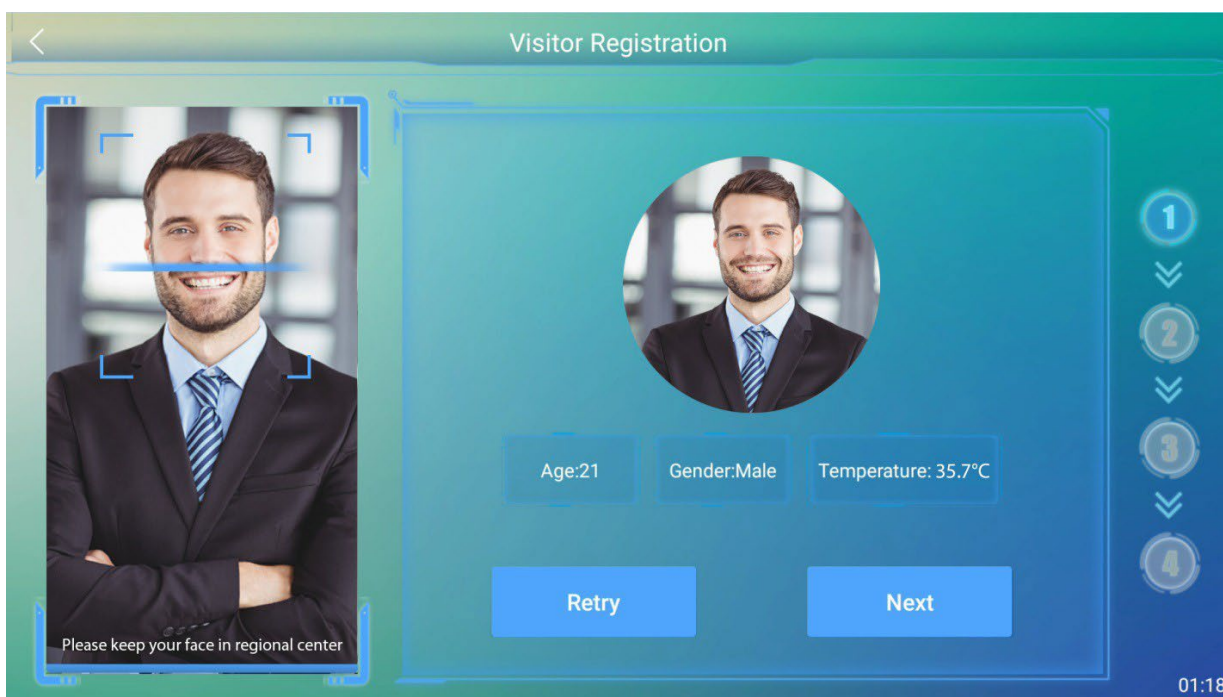 Visitor Registration
Please keep your face in regional center
Age:21
Gender:Male
Temperature: 35.7°C
Retry
Next
1
2
3
4
01:18